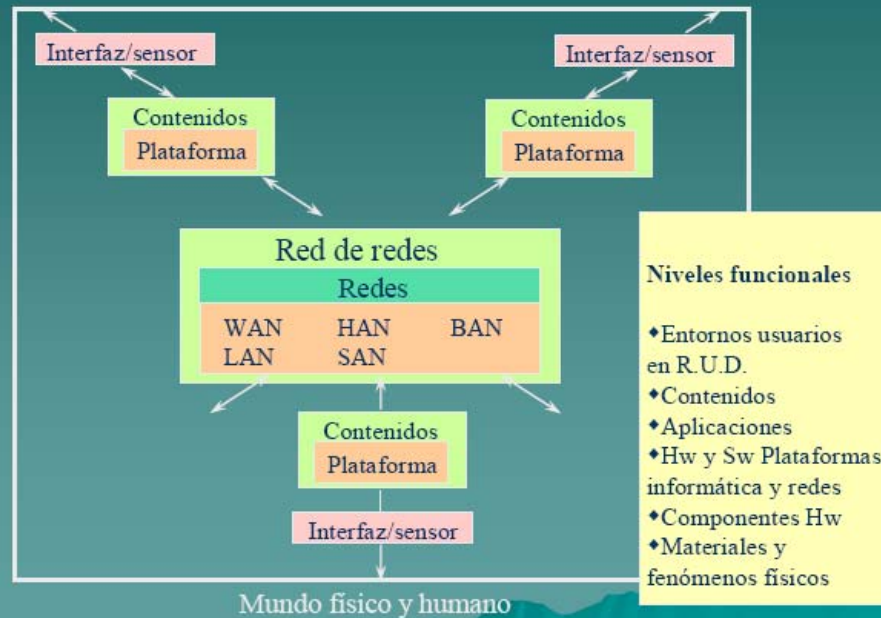 Interfaz/sensor
Interfaz/sensor
Contenidos
Plataforma
Contenidos
Plataforma
Red de redes
Redes
WAN HAN BAN
LAN SAN
Contenidos
Plataforma
Interfaz/sensor
Mundo físico y humano
Niveles funcionales
◆Entornos usuarios
en R.U.D.
◆Contenidos
◆Aplicaciones
◆Hw y Sw Plataformas
informática y redes
◆Componentes Hw
◆Materiales y
fenómenos físicos